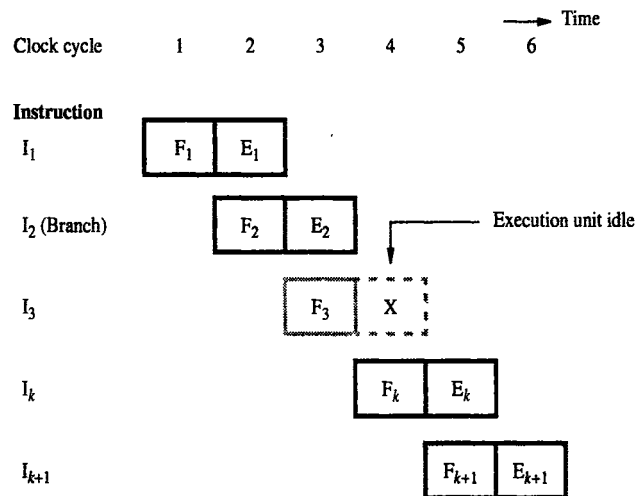 Time
Clock cycle 1 2 3 4 5 6
Instruction
I₁ F₁ E₁
I₂ (Branch) F₂ E₂ Execution unit idle
I₃ F₃ X
Iₖ Fₖ Eₖ
Iₖ₊₁ Fₖ₊₁ Eₖ₊₁